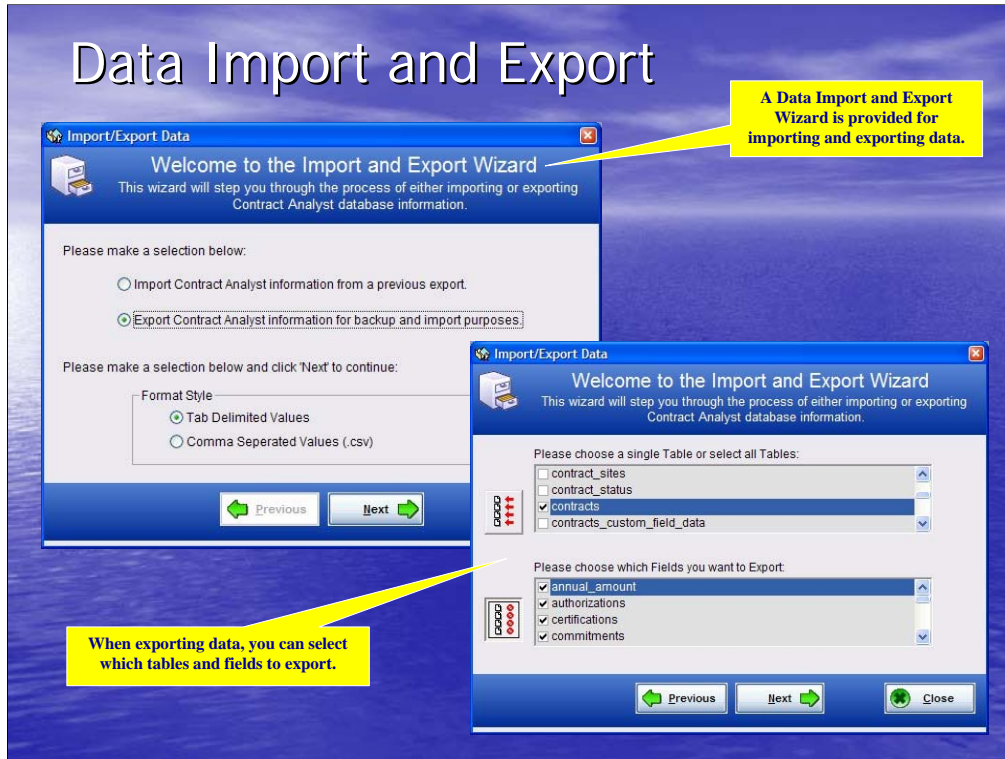 Data Import and Export
A Data Import and Export
Wizard is provided for
importing and exporting data.
Import/Export Data
Welcome to the Import and Export Wizard
This wizard will step you through the process of either importing or exporting
Contract Analyst database information.
Please make a selection below:
Import Contract Analyst information from a previous export.
Export Contract Analyst information for backup and import purposes.
Please make a selection below and click 'Next' to continue:
Format Style
Tab Delimited Values
Comma Seperated Values (.csv)
Previous
Next
Import/Export Data
Welcome to the Import and Export Wizard
This wizard will step you through the process of either importing or exporting
Contract Analyst database information.
Please choose a single Table or select all Tables:
contract_sites
contract_status
contracts
contracts_custom_field_data
Please choose which Fields you want to Export:
annual_amount
authorizations
certifications
commitments
Previous
Next
Close
When exporting data, you can select
which tables and fields to export.